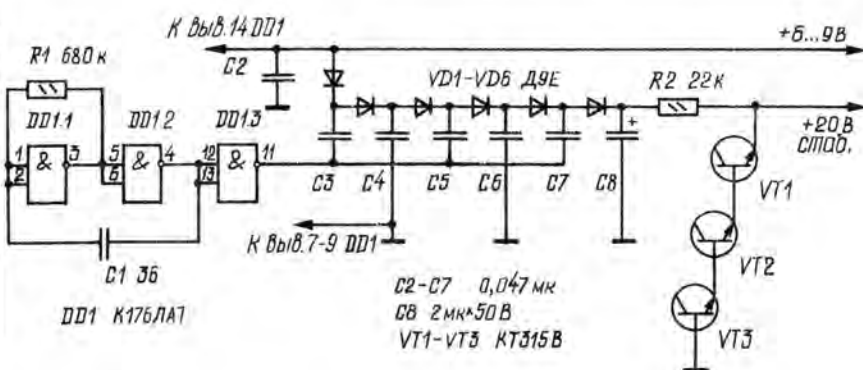 К выв.14 DD1
+6...9В
R1 680к
C2
VD1-VD6 Д9Е
R2 22к
DD1.1
DD1.2
DD1.3
+20В
стаб.
1
2
&
3
5
6
&
4
12
13
&
11
C3
C4
C5
C6
C7
C8
+
VT1
К выв.7-9 DD1
VT2
C1 36
C2-C7 0,047 мк
DD1 К176ЛА7
C8 2мк×50В
VT1-VT3 КТ315В
VT3